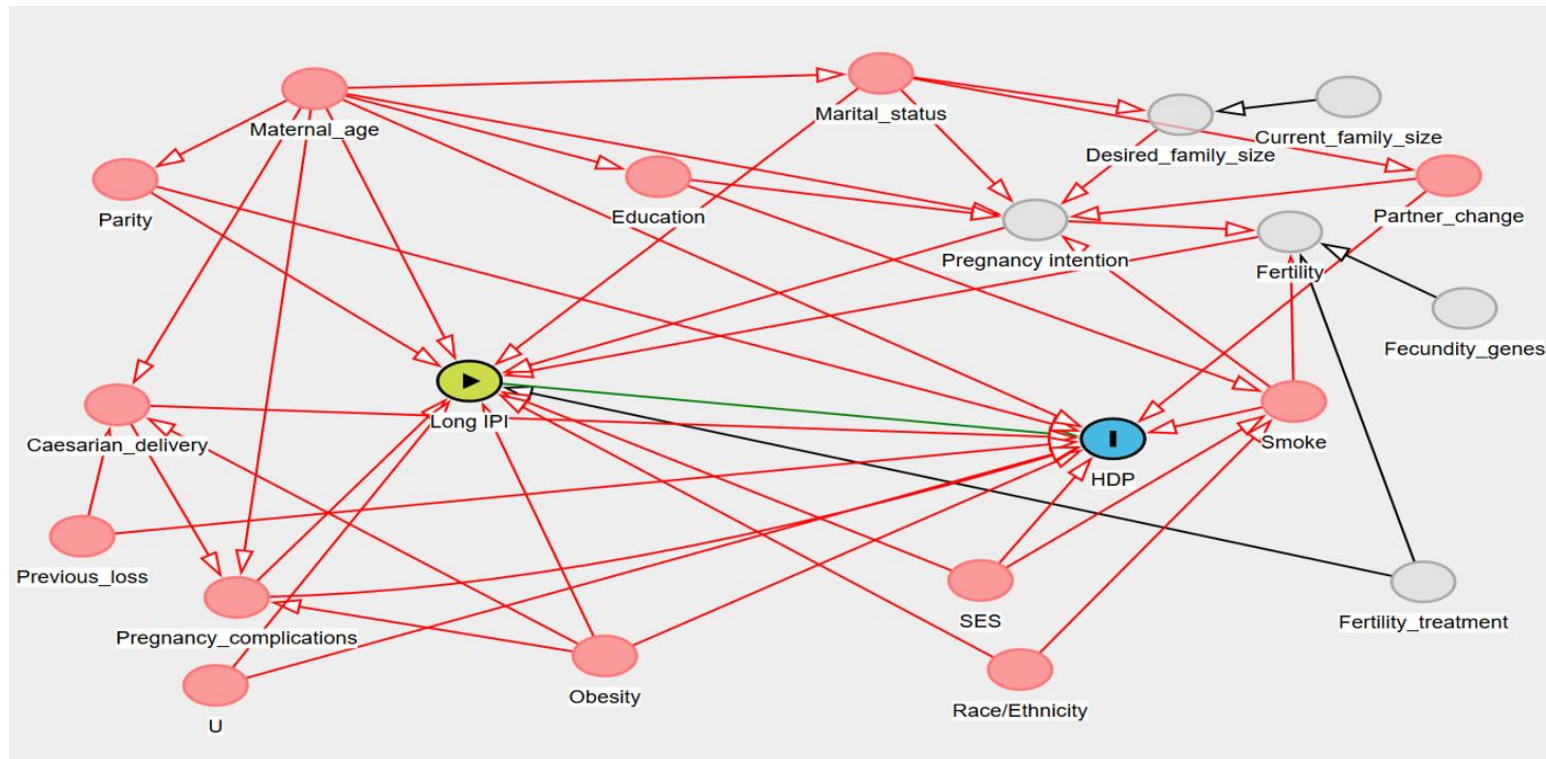 Maternal_age
Marital_status
Current_family_size
Desired_family_size
Parity
Education
Partner_change
Pregnancy intention
Fertility
Fecundity_genes
Long IPI
Caesarian_delivery
Smoke
HDP
Previous_loss
SES
Fertility_treatment
Pregnancy_complications
Obesity
Race/Ethnicity
U